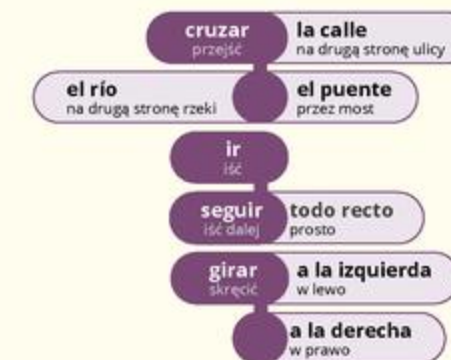 cruzar
przejść
la calle
na drugą stronę ulicy
el río
na drugą stronę rzeki
el puente
przez most
ir
iść
seguir
iść dalej
todo recto
prosto
girar
skręcić
a la izquierda
w lewo
a la derecha
w prawo